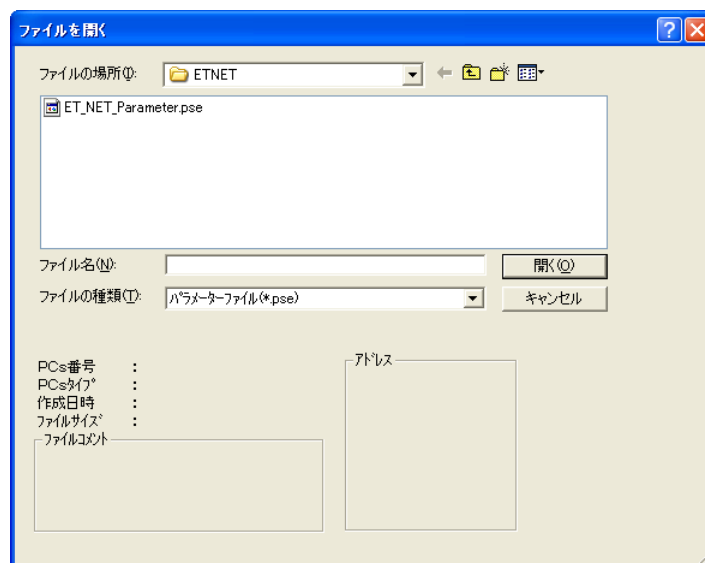 ファイルを開く
ファイルの場所(I):
ETNET
ET_NET_Parameter.pse
ファイル名(N):
開く(O)
ファイルの種類(T):
パラメーターファイル(*.pse)
キャンセル
PCs番号 :
PCsタイプ :
作成日時 :
ファイルサイズ :
ファイルコメント
アドレス